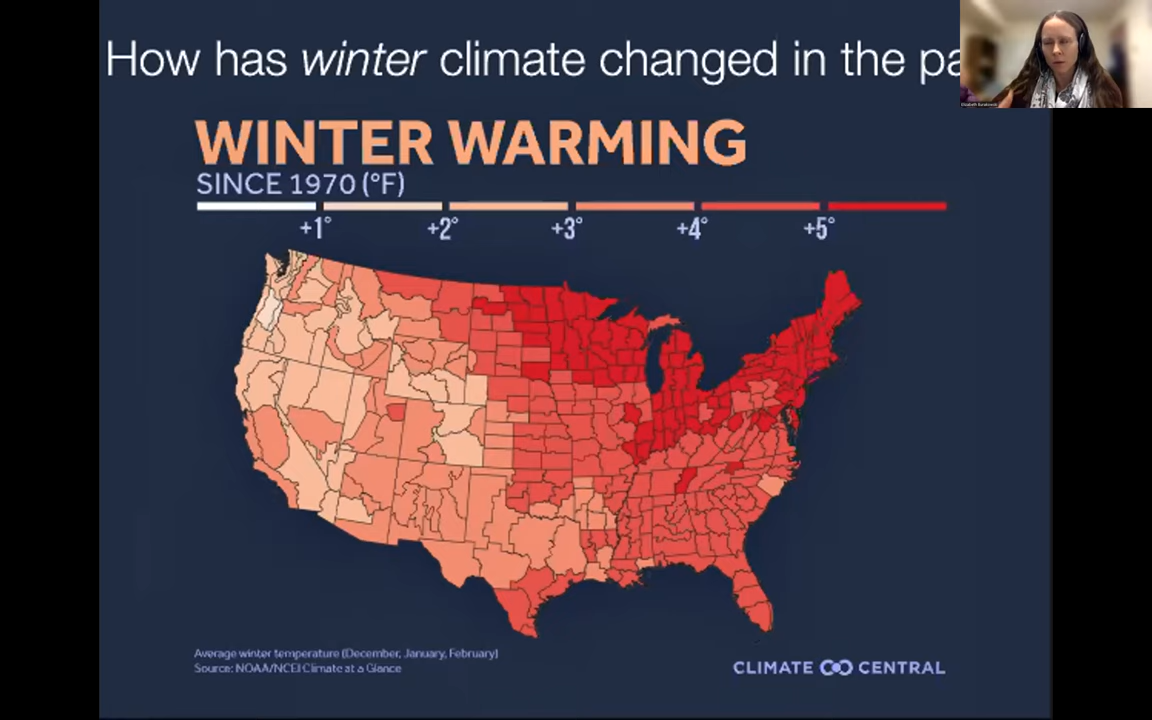 How has winter climate changed in the pa
WINTER WARMING
SINCE 1970 (°F)
+1° +2° +3° +4° +5°
Average winter temperature (December, January, February)
Source: NOAA/NCEI Climate at a Glance
CLIMATE CENTRAL